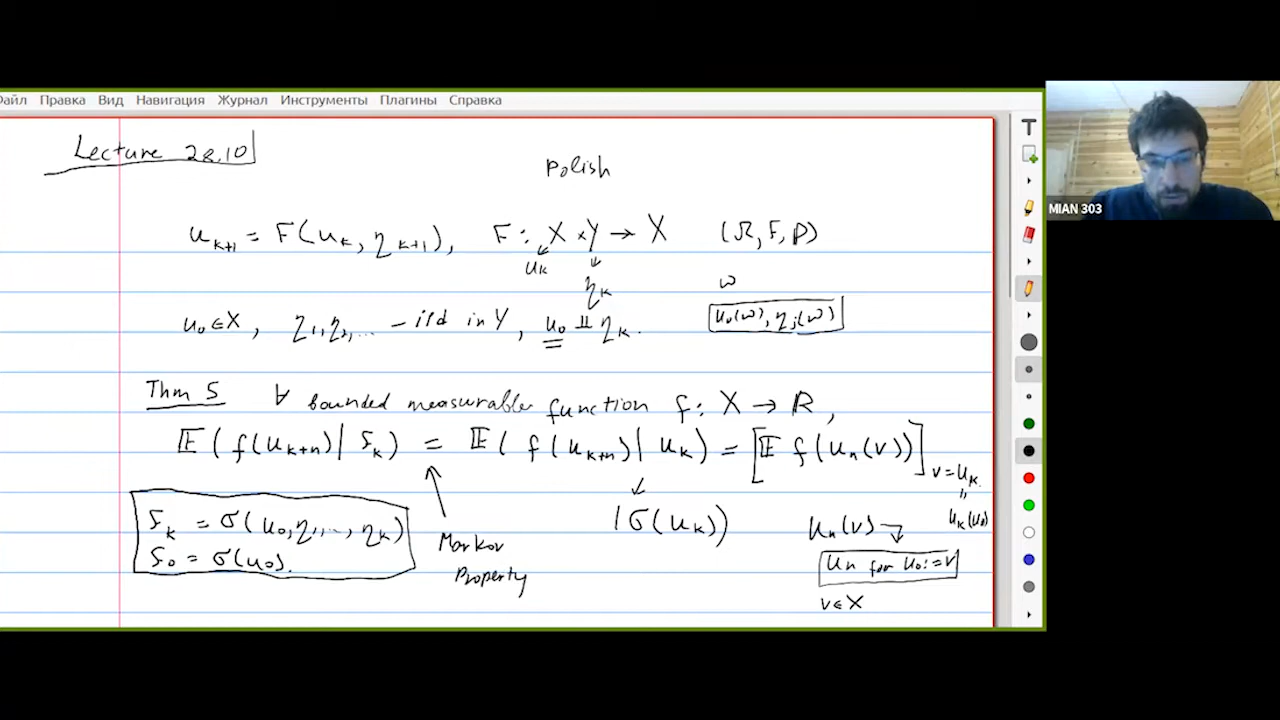 Файл Правка Вид Навигация Журнал Инструменты Плагины Справка
Lecture 28.10
Polish
u_{k+1} = F(u_k, η_{k+1}), F: X × Y → X (Ω, F, P)
u_k
η_k
ω
u_0 ∈ X, η_1, η_2, ... – iid in Y, u_0 ⫫ η_k.
u_0(ω), η_j(ω)
Thm 5 ∀ bounded measurable function f: X → ℝ,
𝔼(f(u_{k+n}) | F_k) = 𝔼(f(u_{k+n}) | u_k) = [𝔼 f(u_n(v))]_{v=u_k.}
" u_k(u_0)
F_k = σ(u_0, η_1, ..., η_k)
F_0 = σ(u_0).
Markov
Property
|σ(u_k))
u_n(v) →
u_n for u_0 := v
v ∈ X
T
MIAN 303